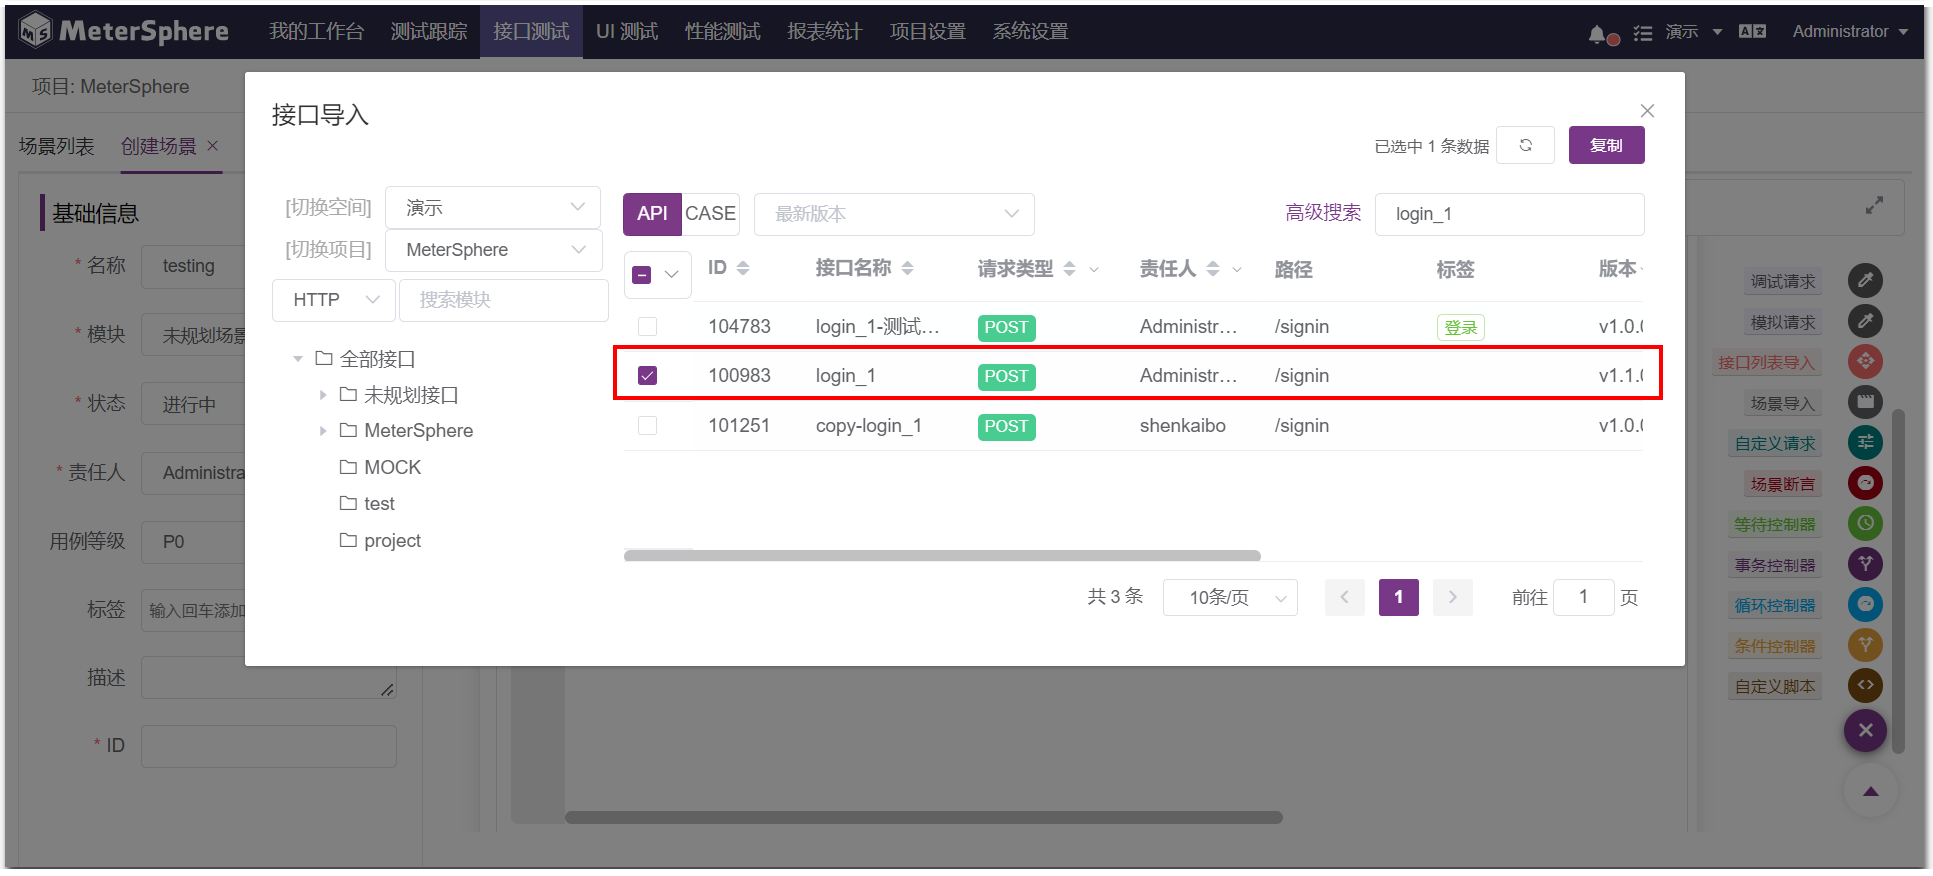 MeterSphere 我的工作台 测试跟踪 接口测试 UI 测试 性能测试 报表统计 项目设置 系统设置 演示 Administrator
项目: MeterSphere
场景列表 创建场景
基础信息
* 名称 testing
* 模块 未规划场景
* 状态 进行中
* 责任人 Administra
用例等级 P0
标签 输入回车添加
描述
* ID
接口导入
已选中 1 条数据 复制
[切换空间] 演示
[切换项目] MeterSphere
HTTP 搜索模块
全部接口
未规划接口
MeterSphere
MOCK
test
project
API CASE 最新版本 高级搜索 login_1
ID 接口名称 请求类型 责任人 路径 标签 版本
104783 login_1-测试... POST Administr... /signin 登录 v1.0.0
100983 login_1 POST Administr... /signin v1.1.0
101251 copy-login_1 POST shenkaibo /signin v1.0.0
共 3 条 10条/页 1 前往 1 页
调试请求
模拟请求
接口列表导入
场景导入
自定义请求
场景断言
等待控制器
事务控制器
循环控制器
条件控制器
自定义脚本